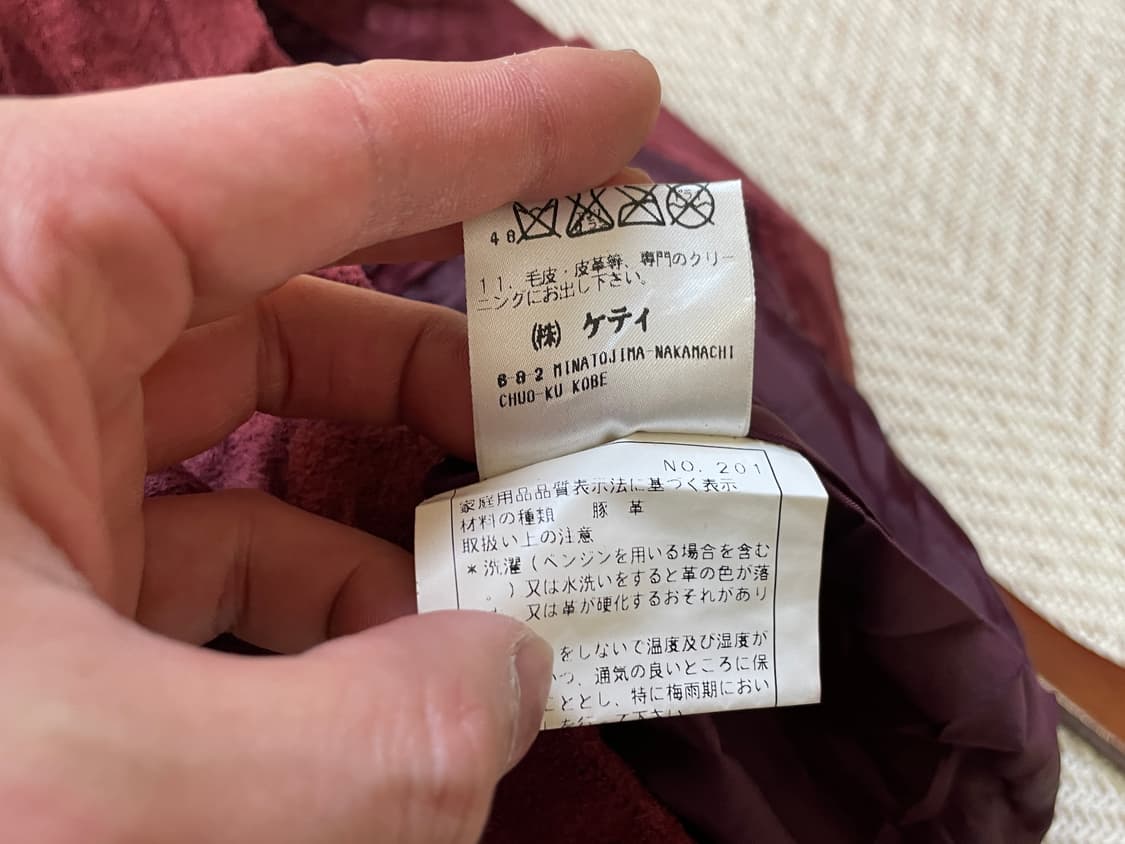 48
11. 毛皮・皮革等、専門のクリー
ニングにお出し下さい。
(株) ケティ
6-8-2 MINATOJIMA-NAKAMACHI
CHUO-KU KOBE
NO. 201
家庭用品品質表示法に基づく表示
材料の種類 豚革
取扱い上の注意
*洗濯(ベンジンを用いる場合を含む
。)又は水洗いをすると革の色が落
又は革が硬化するおそれがあり
をしないで温度及び湿度が
つ、通気の良いところに保
こととし、特に梅雨期におい